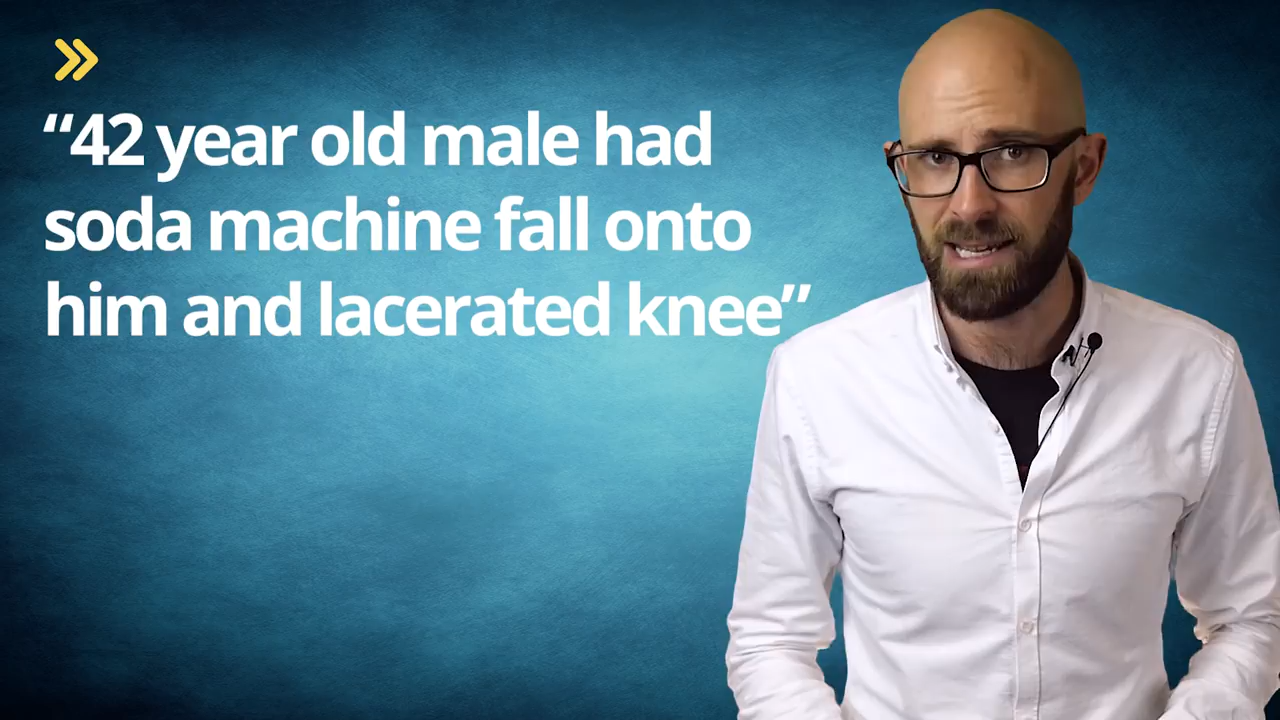 “42 year old male had
soda machine fall onto
him and lacerated knee”